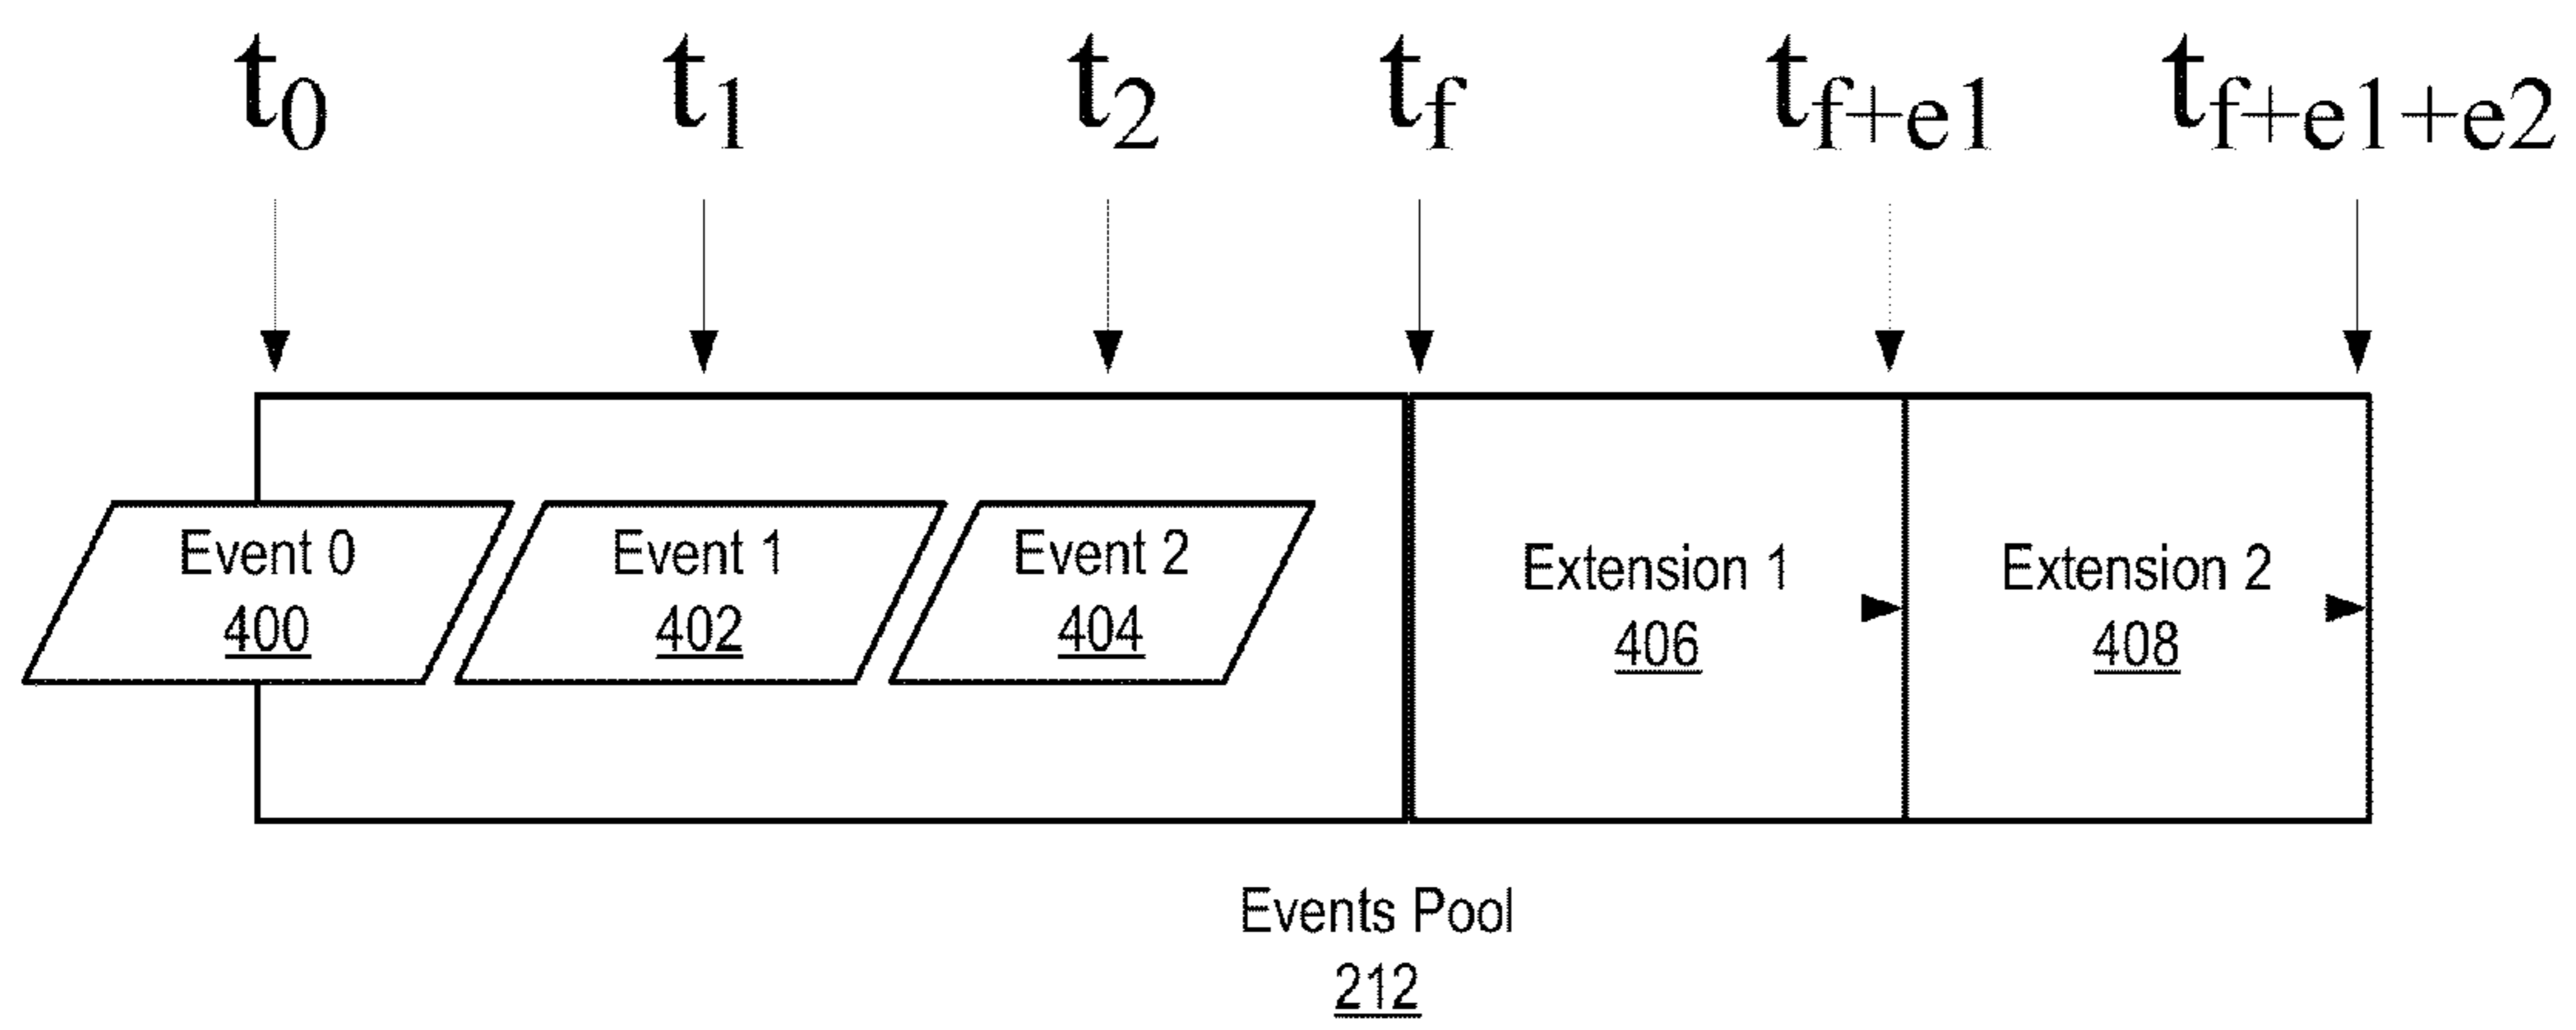 t0 t1 t2 tf tf+e1 tf+e1+e2
Event 0
400
Event 1
402
Event 2
404
Extension 1
406
Extension 2
408
Events Pool
212